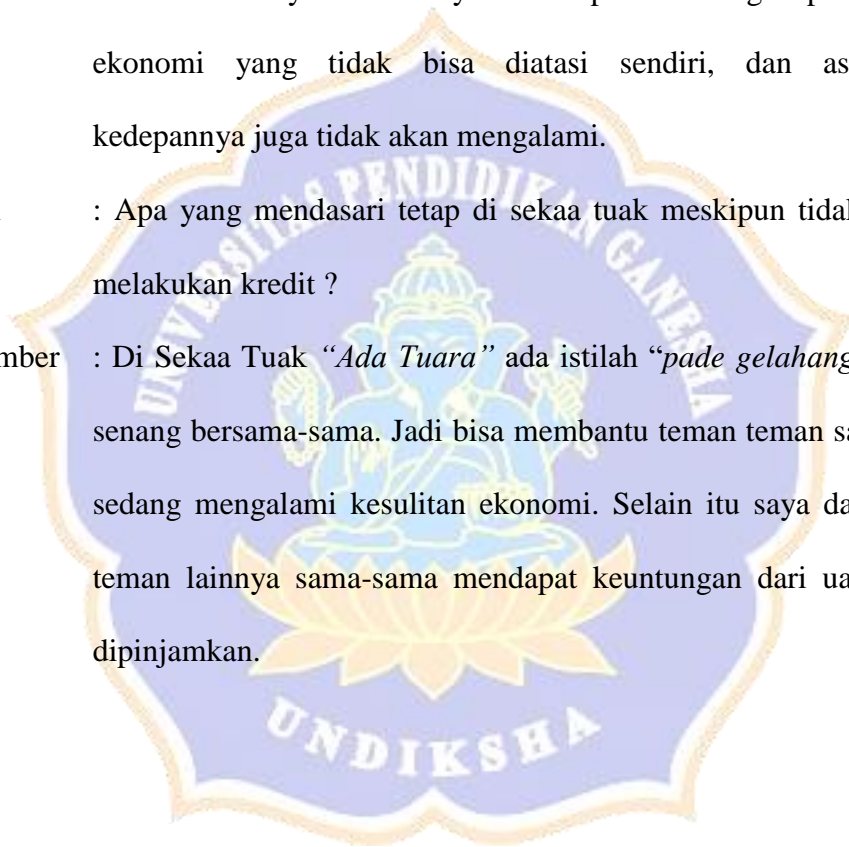 ekonomi yang tidak bisa diatasi sendiri, dan as
kedepannya juga tidak akan mengalami.
: Apa yang mendasari tetap di sekaa tuak meskipun tidak
melakukan kredit ?
mber : Di Sekaa Tuak “Ada Tuara” ada istilah “pade gelahang
senang bersama-sama. Jadi bisa membantu teman teman sa
sedang mengalami kesulitan ekonomi. Selain itu saya da
teman lainnya sama-sama mendapat keuntungan dari ua
dipinjamkan.
UNIVERSITAS PENDIDIKAN GANESHA
UNDIKSHA